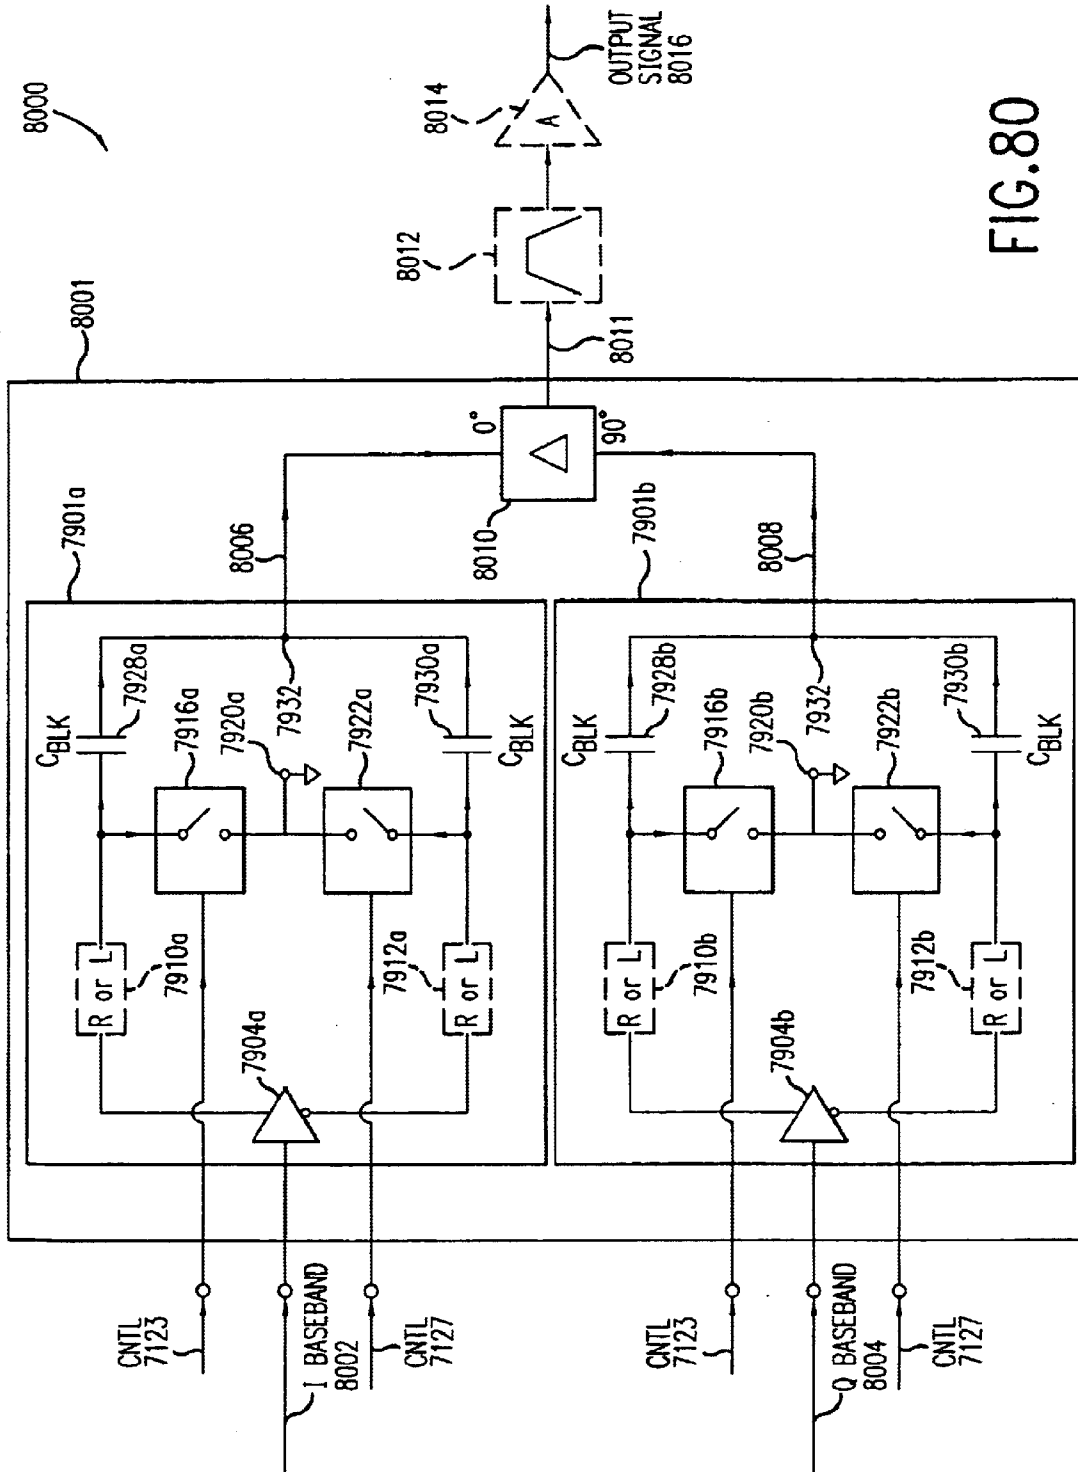 8000
8001
7901a
C_BLK
7928a
R or L
7910a
7916a
7920a
7932
7922a
7904a
7912a
R or L
7930a
C_BLK
8006
CNTL
7123
I BASEBAND
8002
CNTL
7127
0°
90°
8010
8011
8012
8014
A
OUTPUT
SIGNAL
8016
7901b
C_BLK
7928b
R or L
7910b
7916b
7920b
7932
7922b
7904b
7912b
R or L
7930b
C_BLK
8008
CNTL
7123
Q BASEBAND
8004
CNTL
7127
FIG.80